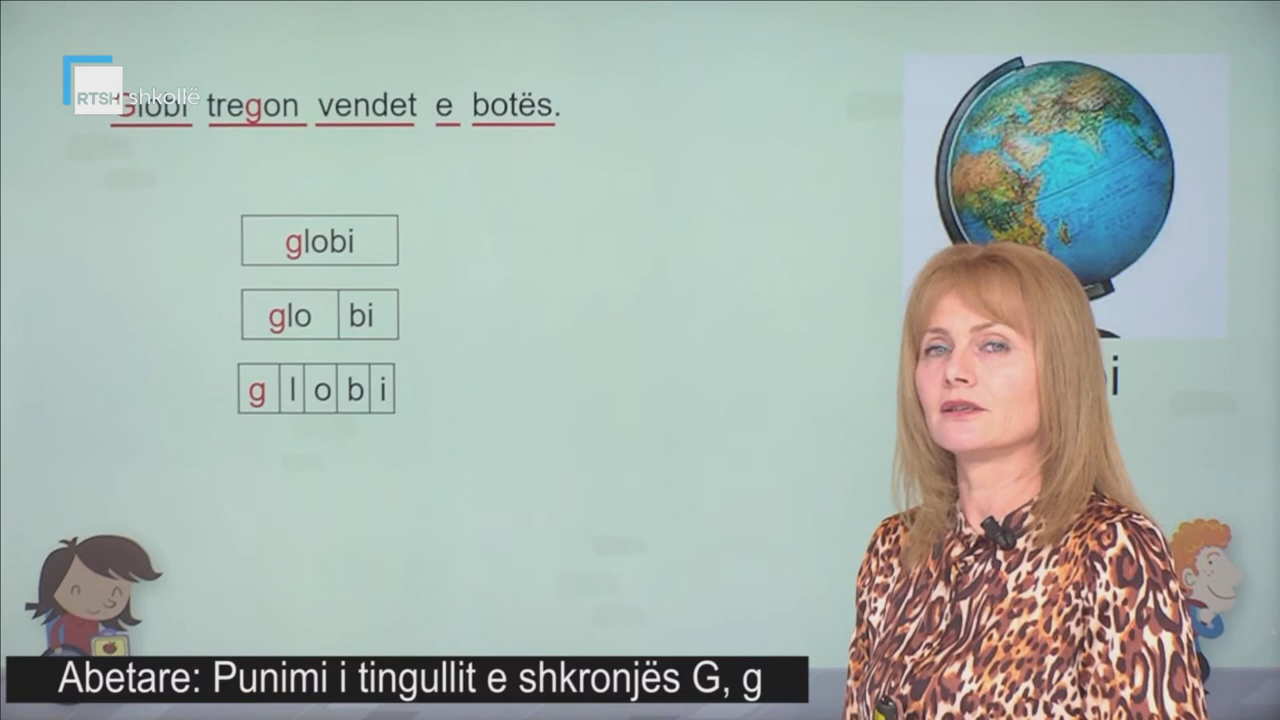 RTSH shkollë
Globi tregon vendet e botës.
globi
glo bi
g l o b i
Abetare: Punimi i tingullit e shkronjës G, g